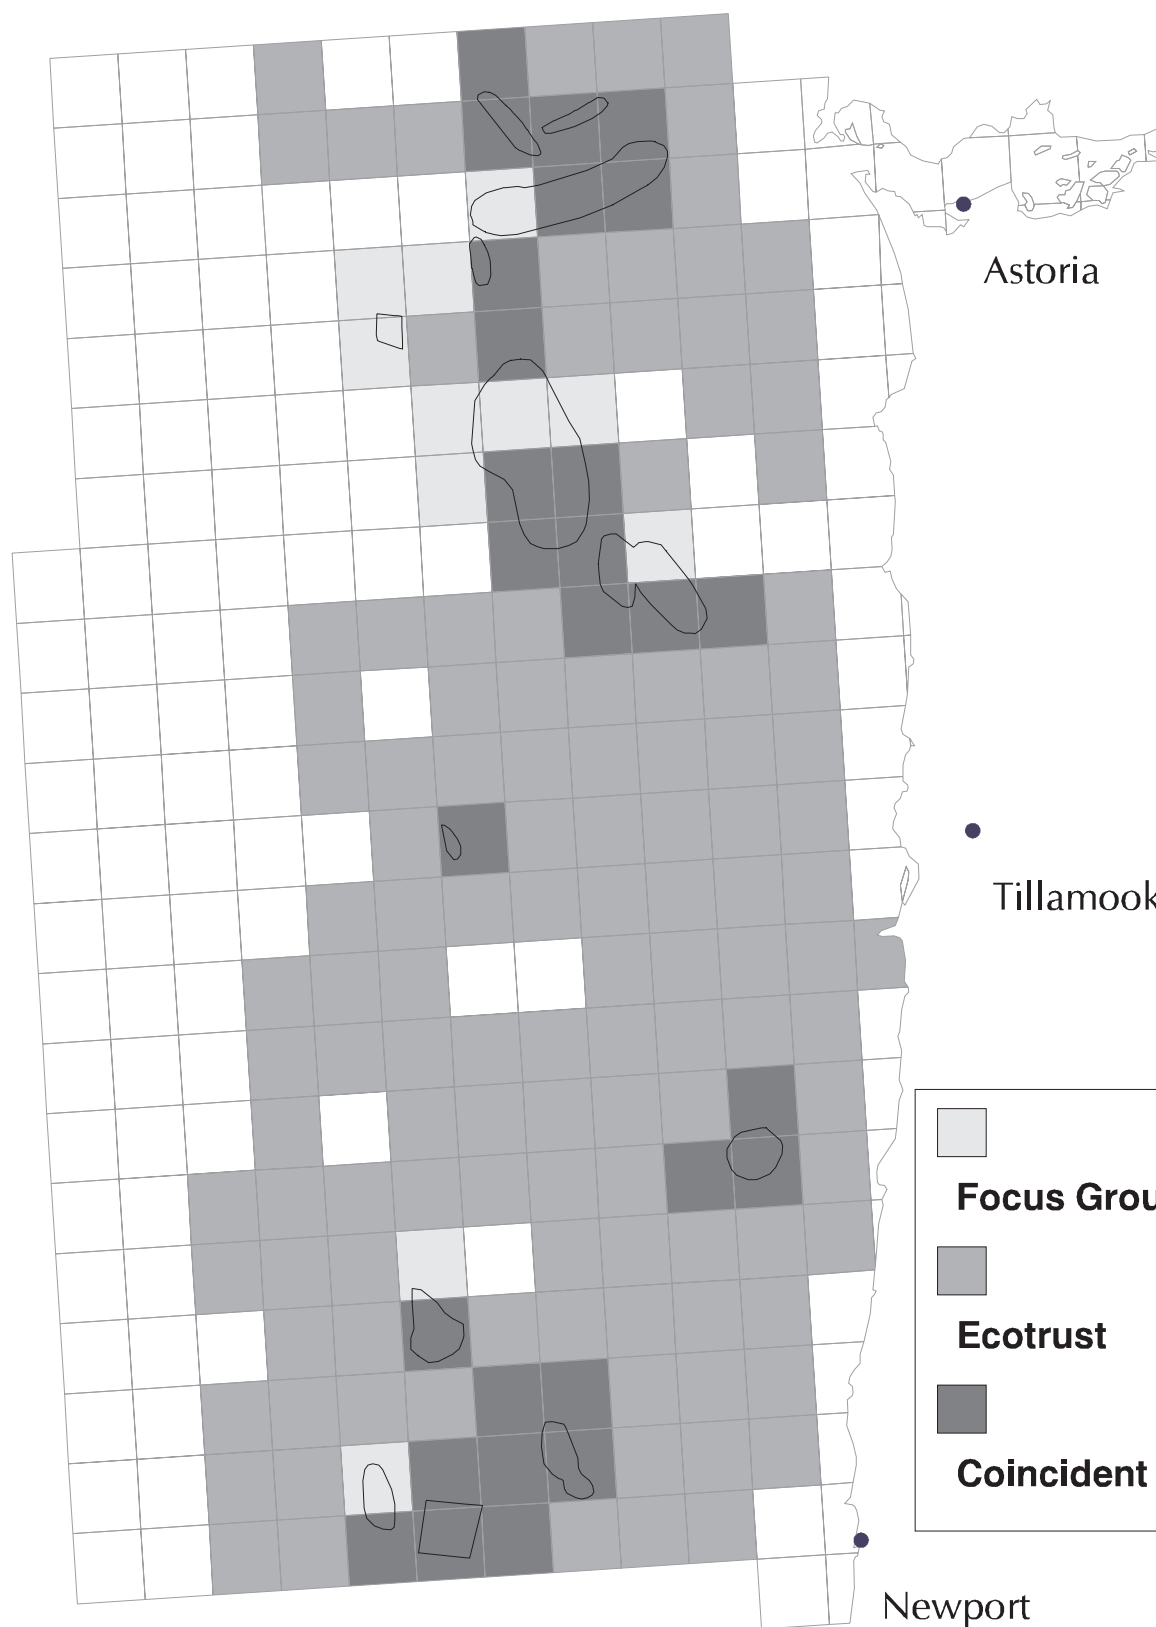 Astoria
Tillamook
Focus Grou
Ecotrust
Coincident
Newport